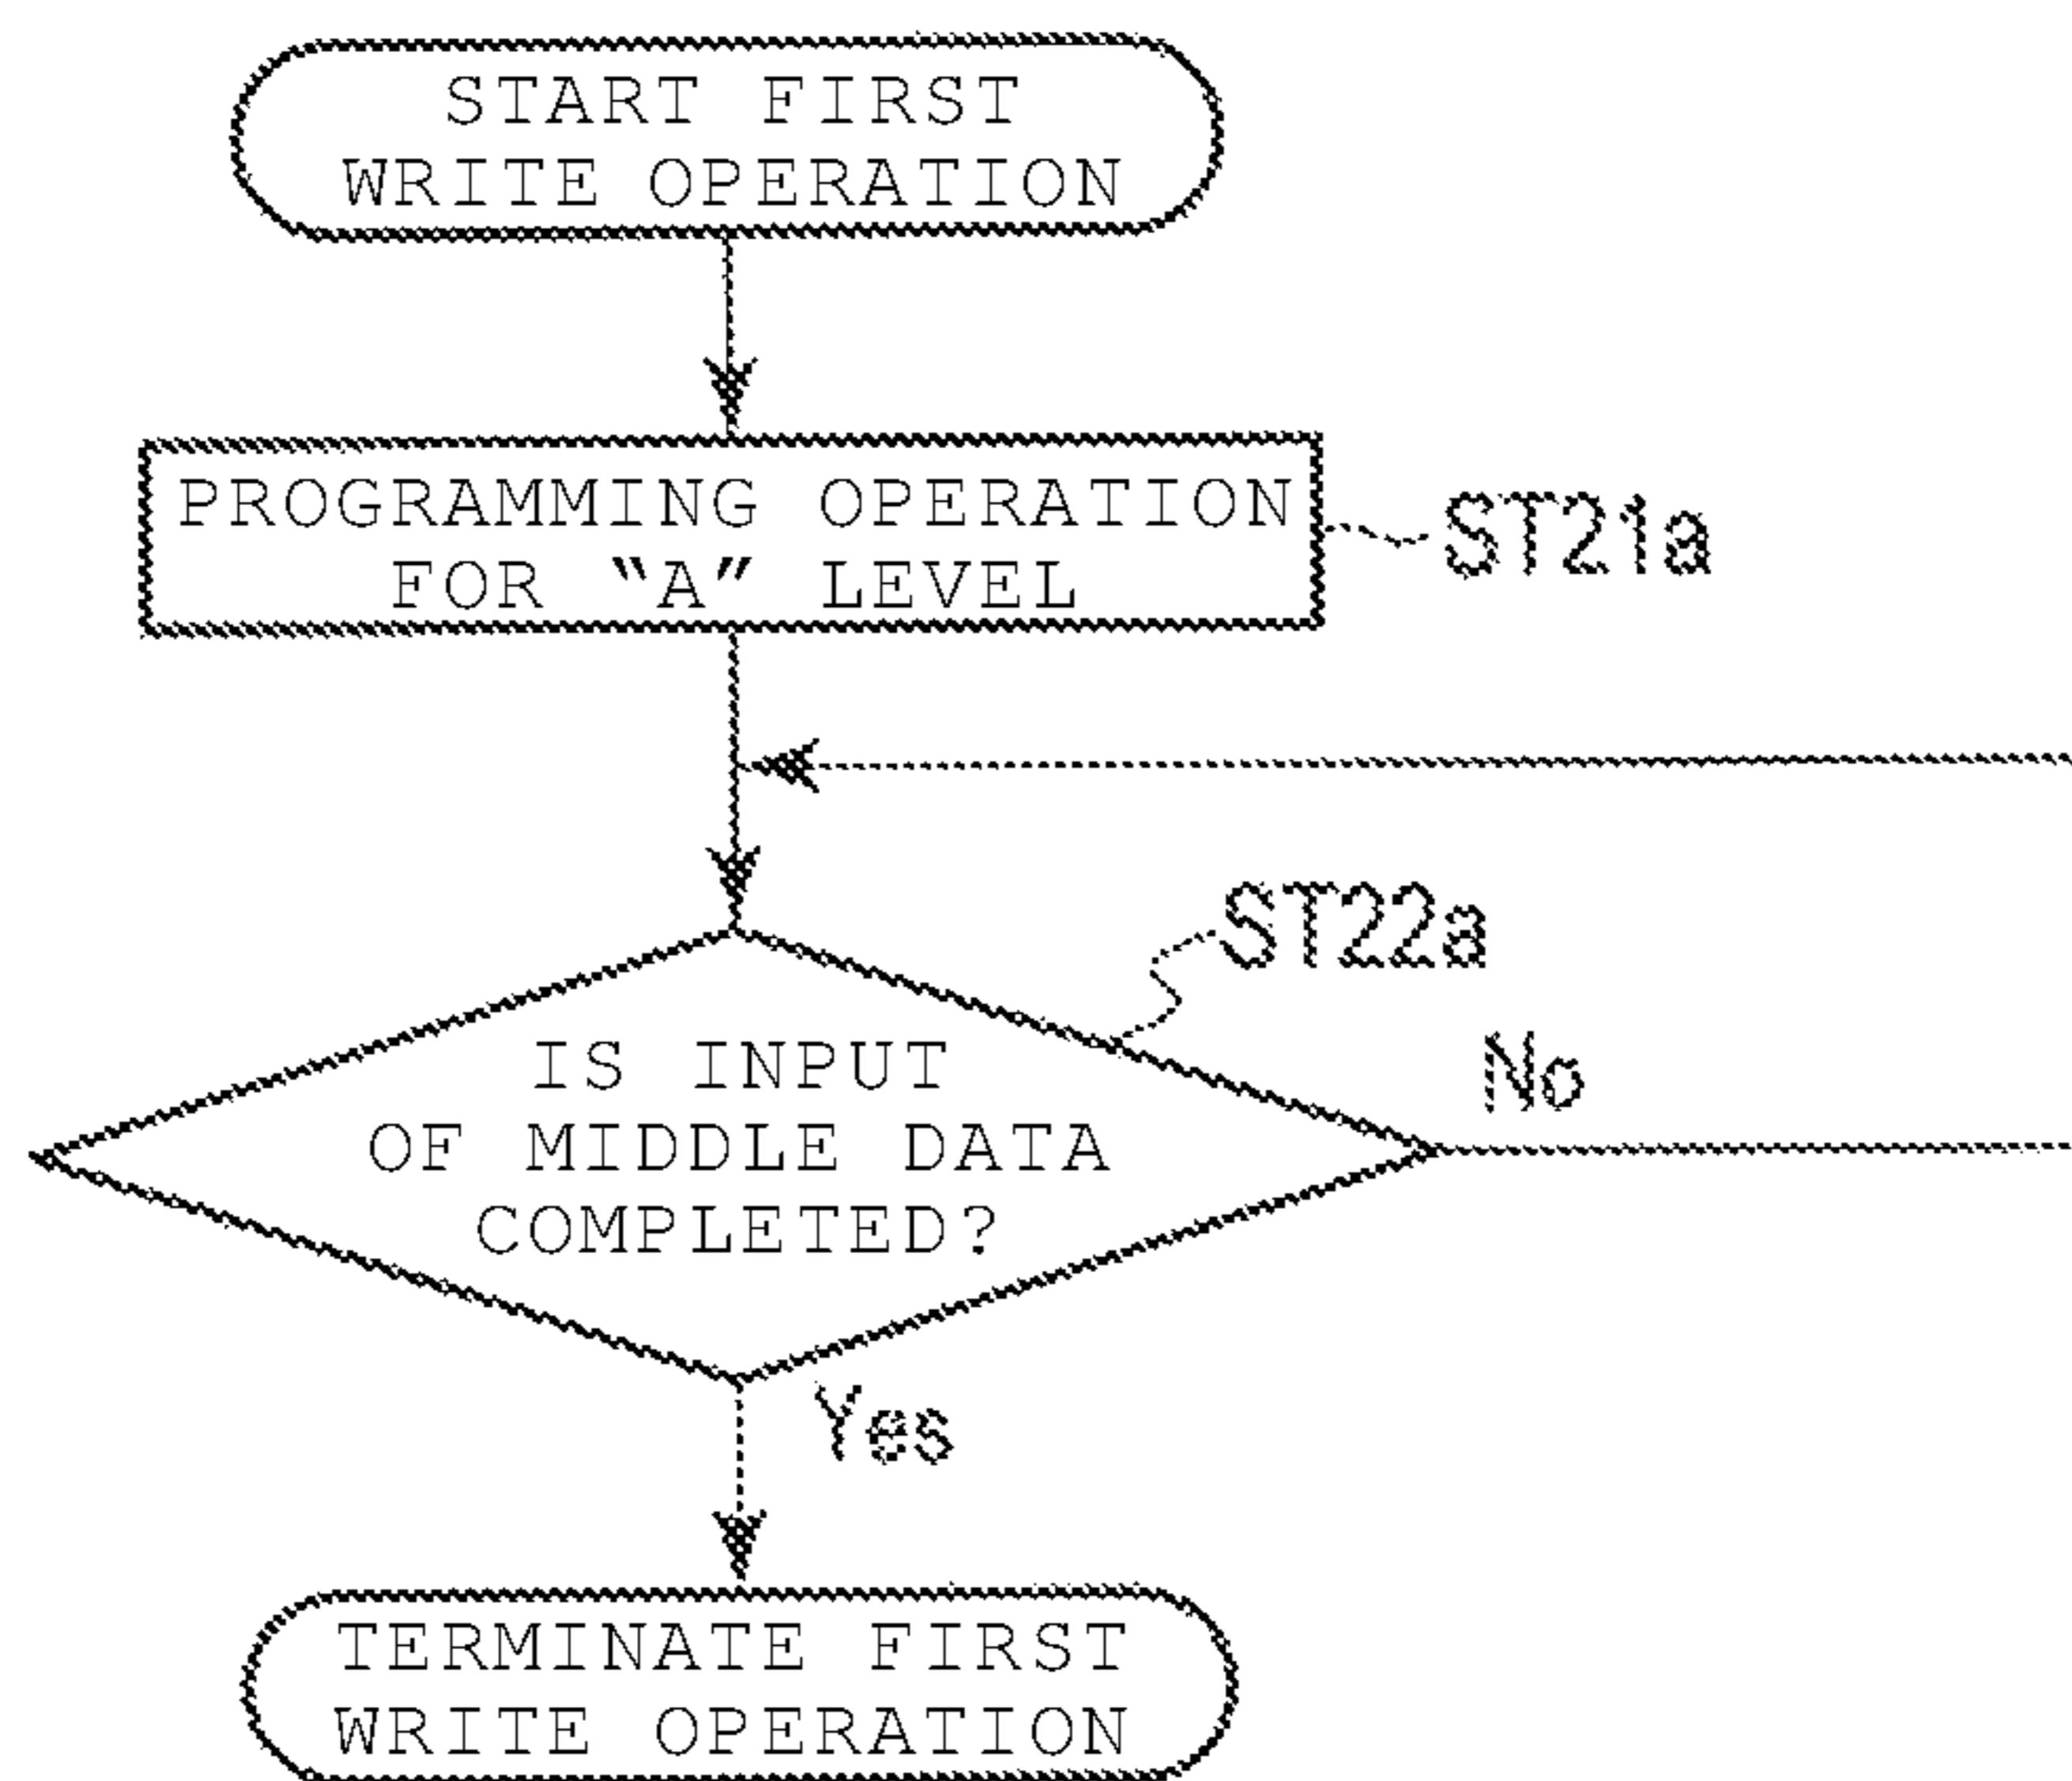 START FIRST
WRITE OPERATION
PROGRAMMING OPERATION
FOR “A” LEVEL
ST21a
ST22a
IS INPUT
OF MIDDLE DATA
COMPLETED?
No
Yes
TERMINATE FIRST
WRITE OPERATION